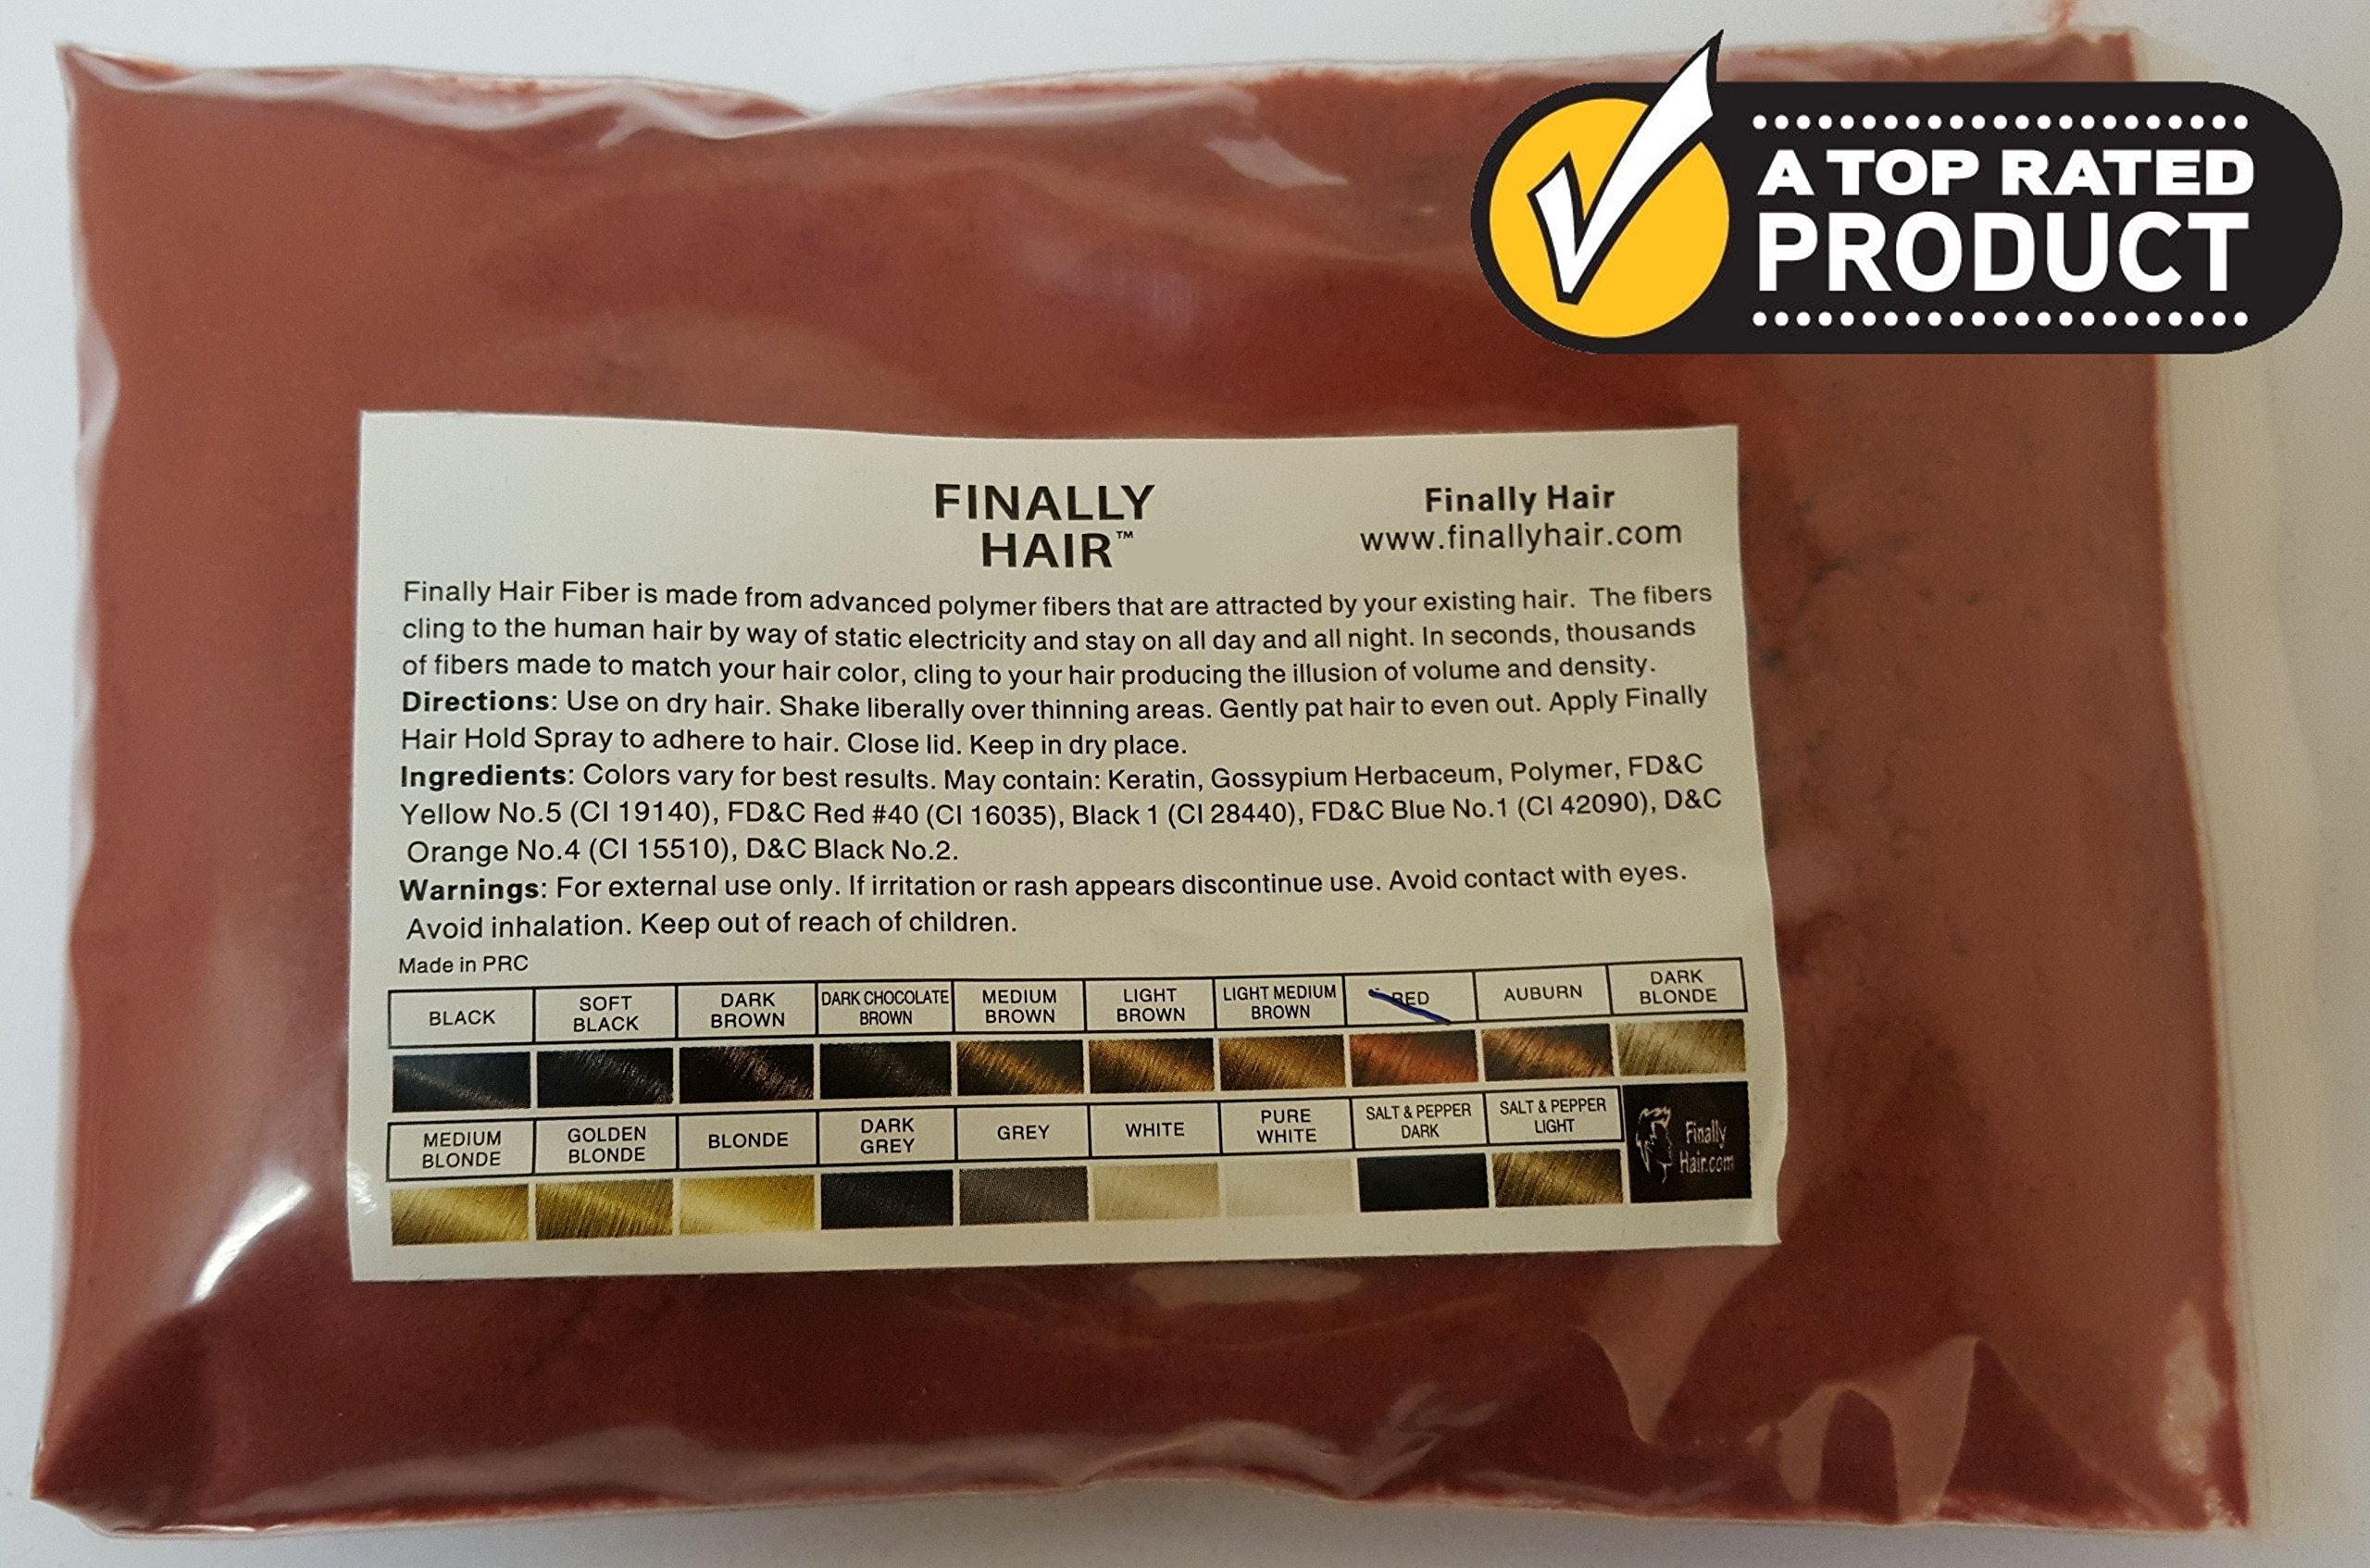 A TOP RATED
PRODUCT
FINALLY
HAIR™
Finally Hair
www.finallyhair.com
Finally Hair Fiber is made from advanced polymer fibers that are attracted by your existing hair. The fibers
cling to the human hair by way of static electricity and stay on all day and all night. In seconds, thousands
of fibers made to match your hair color, cling to your hair producing the illusion of volume and density.
Directions: Use on dry hair. Shake liberally over thinning areas. Gently pat hair to even out. Apply Finally
Hair Hold Spray to adhere to hair. Close lid. Keep in dry place.
Ingredients: Colors vary for best results. May contain: Keratin, Gossypium Herbaceum, Polymer, FD&C
Yellow No.5 (CI 19140), FD&C Red #40 (CI 16035), Black 1 (CI 28440), FD&C Blue No.1 (CI 42090), D&C
Orange No.4 (CI 15510), D&C Black No.2.
Warnings: For external use only. If irritation or rash appears discontinue use. Avoid contact with eyes.
Avoid inhalation. Keep out of reach of children.
Made in PRC
BLACK
SOFT
BLACK
DARK
BROWN
DARK CHOCOLATE
BROWN
MEDIUM
BROWN
LIGHT
BROWN
LIGHT MEDIUM
BROWN
RED
AUBURN
DARK
BLONDE
MEDIUM
BLONDE
GOLDEN
BLONDE
BLONDE
DARK
GREY
GREY
WHITE
PURE
WHITE
SALT & PEPPER
DARK
SALT & PEPPER
LIGHT
Finally
Hair.com